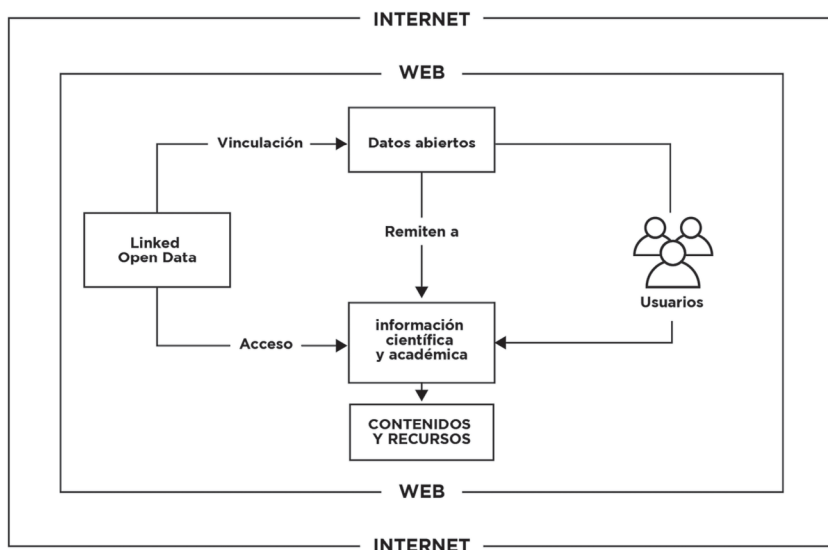 INTERNET
WEB
Vinculación
Datos abiertos
Linked
Open Data
Remiten a
Usuarios
Acceso
información
científica
y académica
CONTENIDOS
Y RECURSOS
WEB
INTERNET